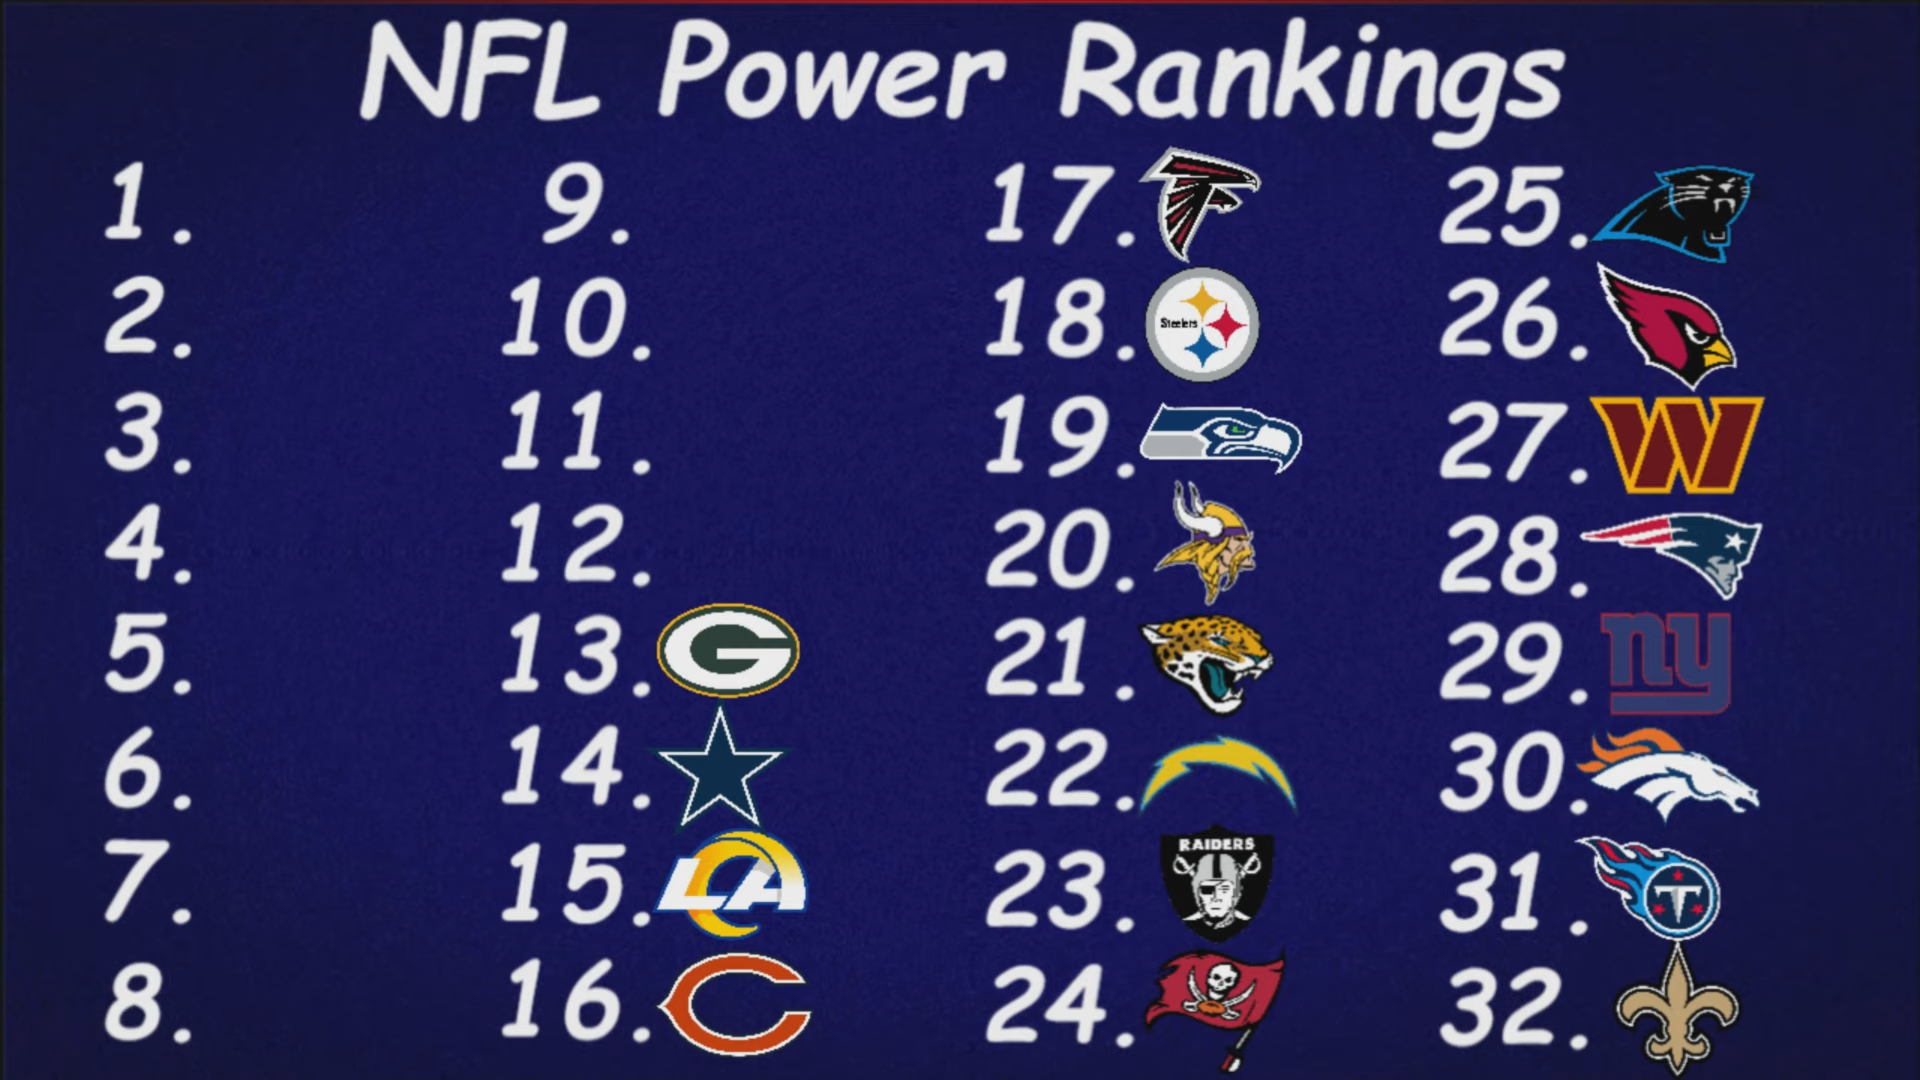 NFL Power Rankings
1.
2.
3.
4.
5.
6.
7.
8.
9.
10.
11.
12.
13. G
14.
15. LA
16. C
17.
18. Steelers
19.
20.
21.
22.
23. RAIDERS
24.
25.
26.
27. W
28.
29. ny
30.
31. T
32.